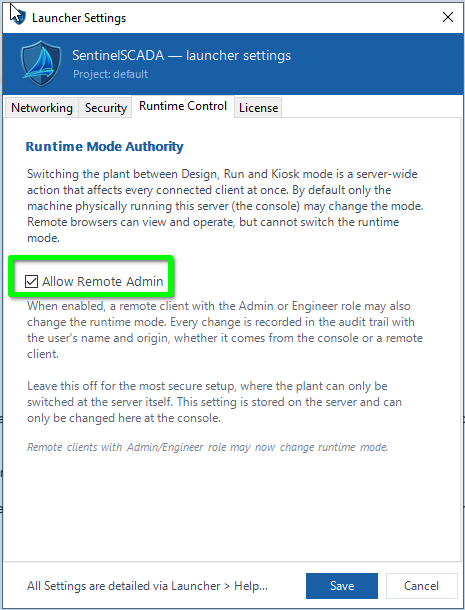 Launcher Settings
SentinelSCADA — launcher settings
Project: default
Networking Security Runtime Control License
Runtime Mode Authority
Switching the plant between Design, Run and Kiosk mode is a server-wide
action that affects every connected client at once. By default only the
machine physically running this server (the console) may change the mode.
Remote browsers can view and operate, but cannot switch the runtime
mode.
Allow Remote Admin
When enabled, a remote client with the Admin or Engineer role may also
change the runtime mode. Every change is recorded in the audit trail with
the user's name and origin, whether it comes from the console or a remote
client.
Leave this off for the most secure setup, where the plant can only be
switched at the server itself. This setting is stored on the server and can
only be changed here at the console.
Remote clients with Admin/Engineer role may now change runtime mode.
All Settings are detailed via Launcher > Help... Save Cancel